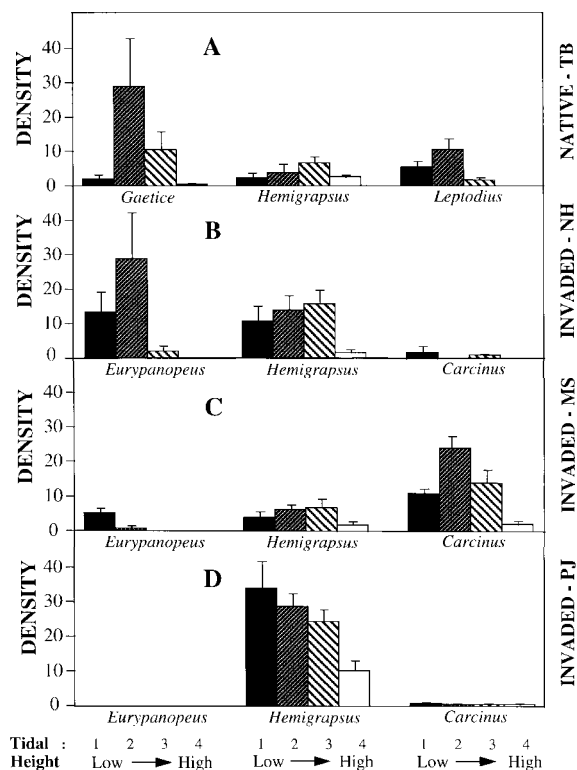 A
DENSITY
40
30
20
10
0
Gaetice Hemigrapsus Leptodius
NATIVE - TB
B
DENSITY
40
30
20
10
0
Eurypanopeus Hemigrapsus Carcinus
INVADED - NH
C
DENSITY
40
30
20
10
0
Eurypanopeus Hemigrapsus Carcinus
INVADED - MS
D
DENSITY
40
30
20
10
0
Eurypanopeus Hemigrapsus Carcinus
INVADED - PJ
Tidal : 1 2 3 4 1 2 3 4 1 2 3 4
Height Low High Low High Low High